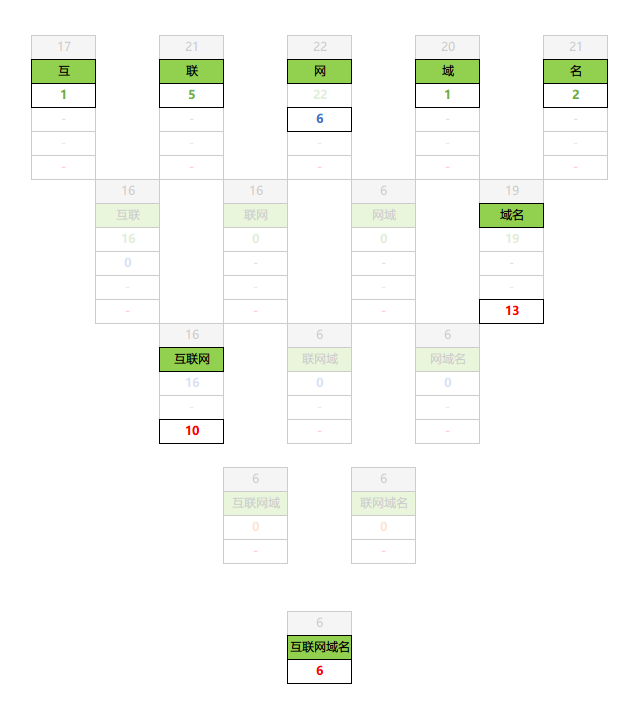 17 21 22 20 21
互 联 网 域 名
1 5 22 1 2
- - 6 - -
- - - - -
- - - - -
16 16 6 19
互联 联网 网域 域名
16 0 0 19
0 - - -
- - - -
- - - 13
16 6 6
互联网 联网域 网域名
16 0 0
- - -
10 - -
6 6
互联网域 联网域名
0 0
- -
6
互联网域名
6